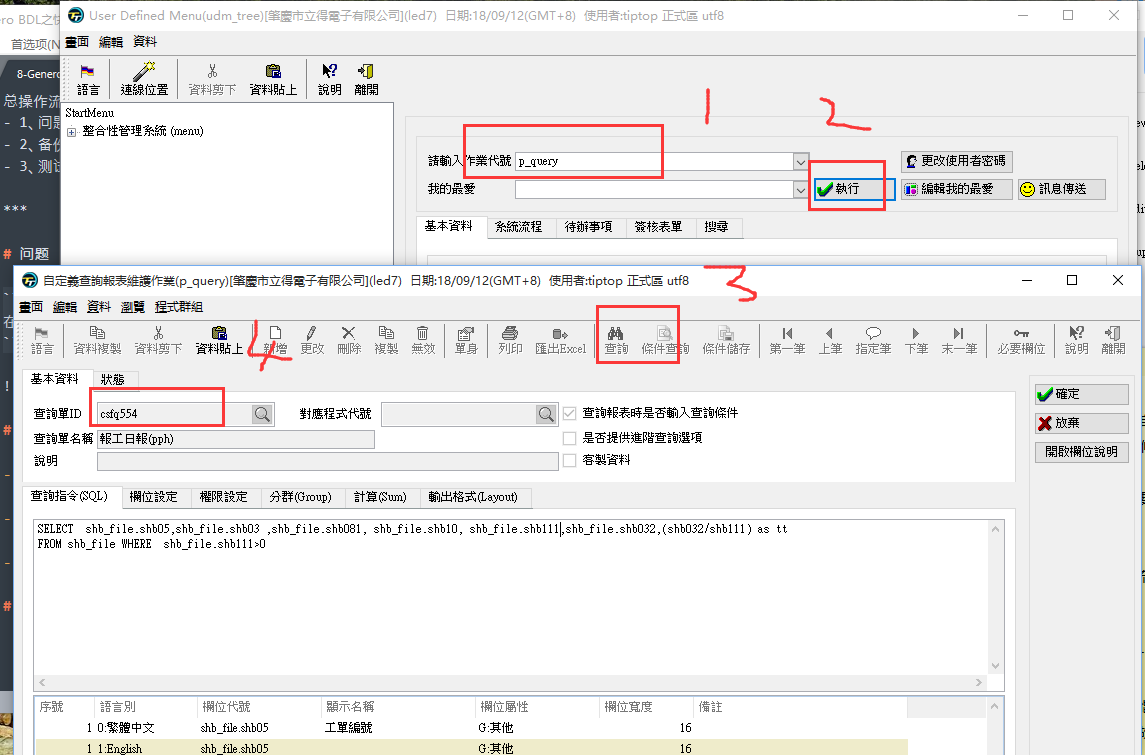 ero BDL之快
User Defined Menu(udm_tree)[肇慶市立得電子有限公司](led7) 日期:18/09/12(GMT+8) 使用者:tiptop 正式區 utf8
首选项(N
畫面 編輯 資料
8-Genero
語言 連線位置 資料剪下 資料貼上 說明 離開
总操作流
- 1、问题
- 2、备份
- 3、测试
***
# 问题
StartMenu
整合性管理系統 (menu)
1 2
請輸入作業代號 p_query 更改使用者密碼
我的最愛 執行 編輯我的最愛 訊息傳送
基本資料 系統流程 待辦事項 簽核表單 搜尋
自定義查詢報表維護作業(p_query)[肇慶市立得電子有限公司](led7) 日期:18/09/12(GMT+8) 使用者:tiptop 正式區 utf8
3
畫面 編輯 資料 瀏覽 程式群組
語言 資料複製 資料剪下 資料貼上 新增 更改 刪除 複製 無效 單身 列印 匯出Excel 查詢 條件查詢 條件儲存 第一筆 上筆 指定筆 下筆 末一筆 必要欄位 說明 離開
4
基本資料 狀態
查詢單ID csfq554 對應程式代號 查詢報表時是否輸入查詢條件
查詢單名稱 報工日報(pph) 是否提供進階查詢選項
說明 客製資料
確定
放棄
開啟欄位說明
查詢指令(SQL) 欄位設定 權限設定 分群(Group) 計算(Sum) 輸出格式(Layout)
SELECT shb_file.shb05,shb_file.shb03 ,shb_file.shb081, shb_file.shb10, shb_file.shb111,shb_file.shb032,(shb032/shb111) as tt
FROM shb_file WHERE shb_file.shb111>0
序號 語言別 欄位代號 顯示名稱 欄位屬性 欄位寬度 備註
1 0:繁體中文 shb_file.shb05 工單編號 G:其他 16
1 1:English shb_file.shb05 G:其他 16